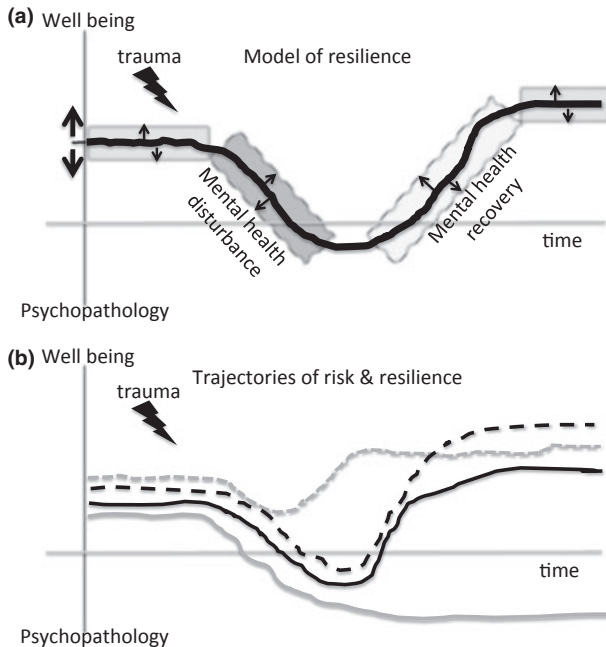 (a) Well being
trauma
Model of resilience
Mental health
disturbance
Mental health
recovery
time
Psychopathology
(b) Well being
trauma
Trajectories of risk & resilience
time
Psychopathology